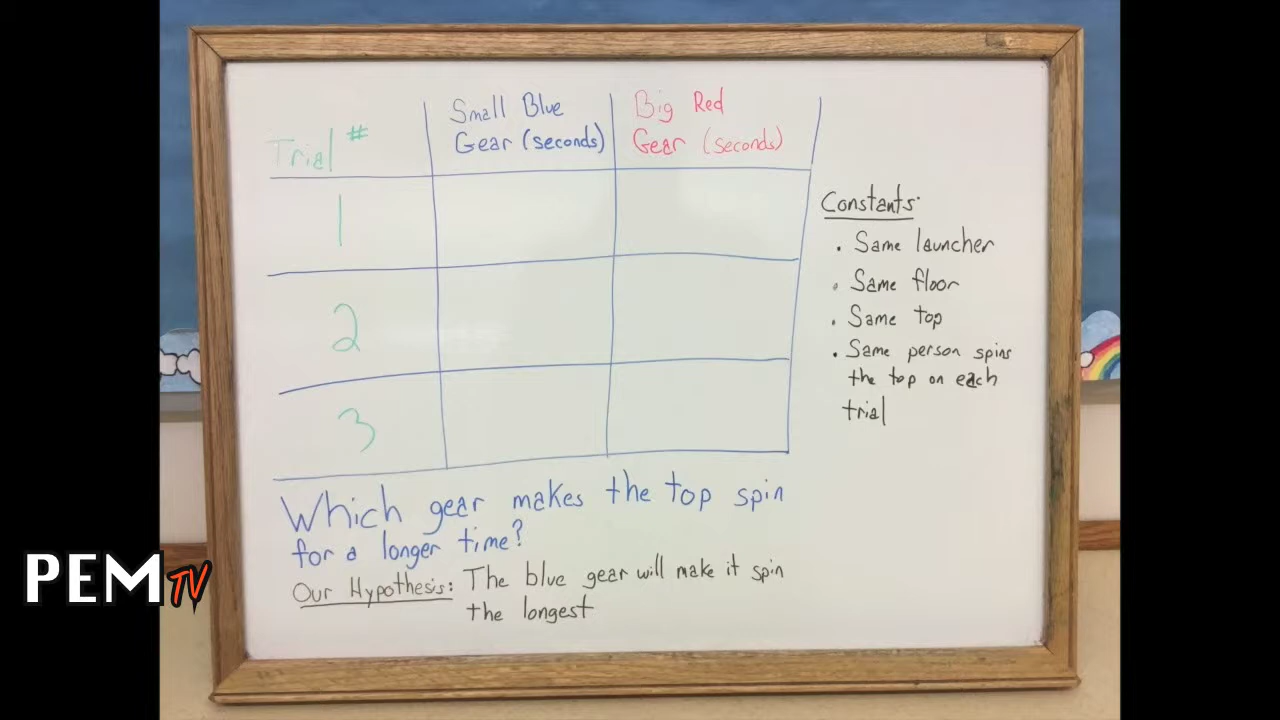 Trial #
Small Blue
Gear (seconds)
Big Red
Gear (seconds)
1
2
3
Constants:
• Same launcher
• Same floor
• Same top
• Same person spins
the top on each
trial
Which gear makes the top spin
for a longer time?
Our Hypothesis: The blue gear will make it spin
the longest
PEMTV